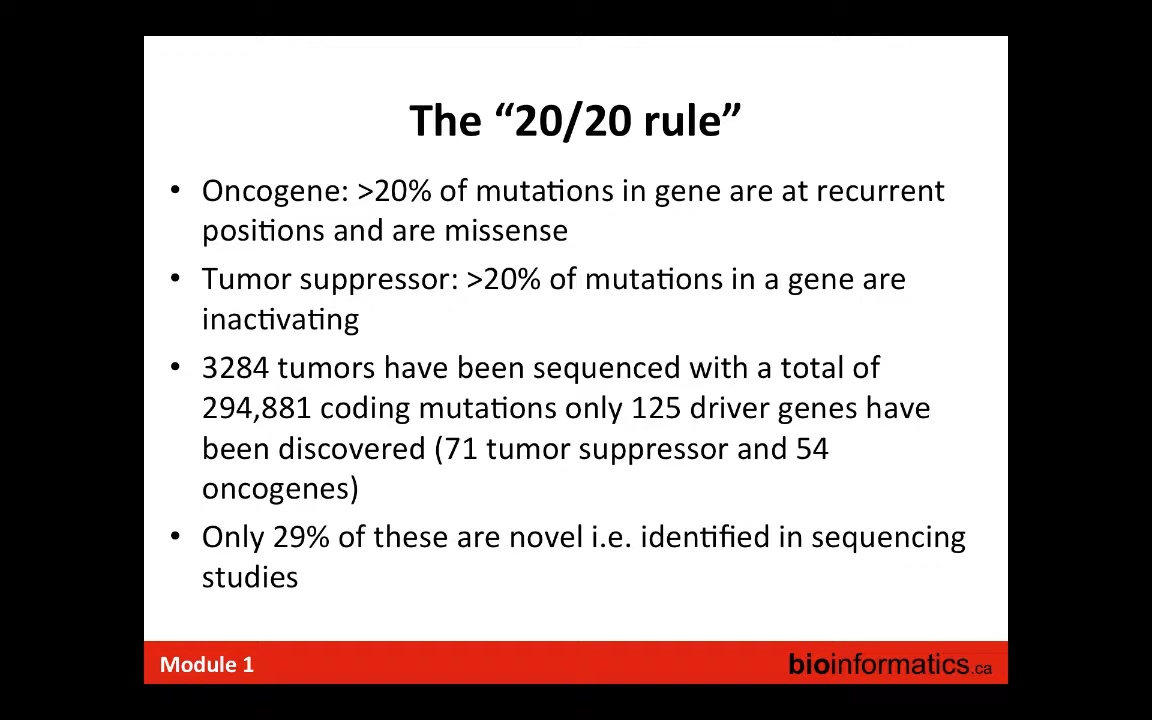 The “20/20 rule”
• Oncogene: >20% of mutations in gene are at recurrent
positions and are missense
• Tumor suppressor: >20% of mutations in a gene are
inactivating
• 3284 tumors have been sequenced with a total of
294,881 coding mutations only 125 driver genes have
been discovered (71 tumor suppressor and 54
oncogenes)
• Only 29% of these are novel i.e. identified in sequencing
studies
Module 1
bioinformatics.ca